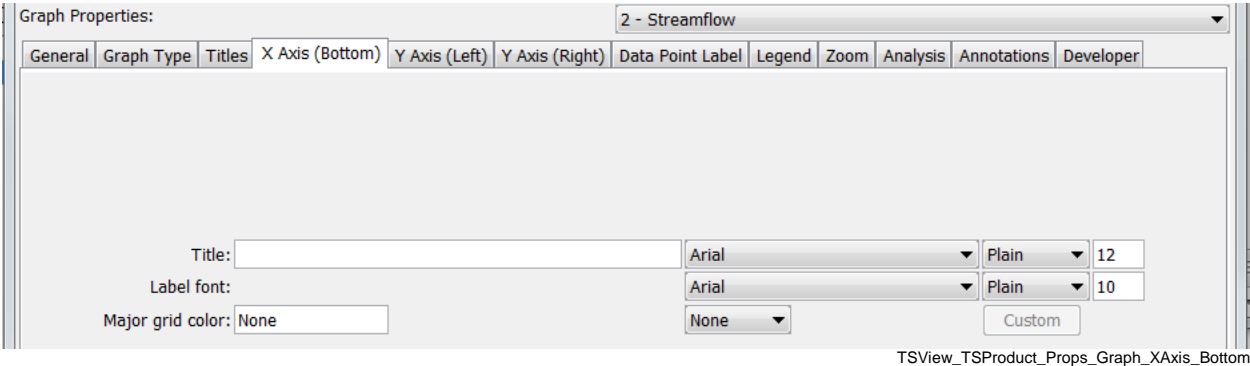 Graph Properties: 2 - Streamflow
General Graph Type Titles X Axis (Bottom) Y Axis (Left) Y Axis (Right) Data Point Label Legend Zoom Analysis Annotations Developer
Title: Arial Plain 12
Label font: Arial Plain 10
Major grid color: None None Custom
TSView_TSProduct_Props_Graph_XAxis_Bottom